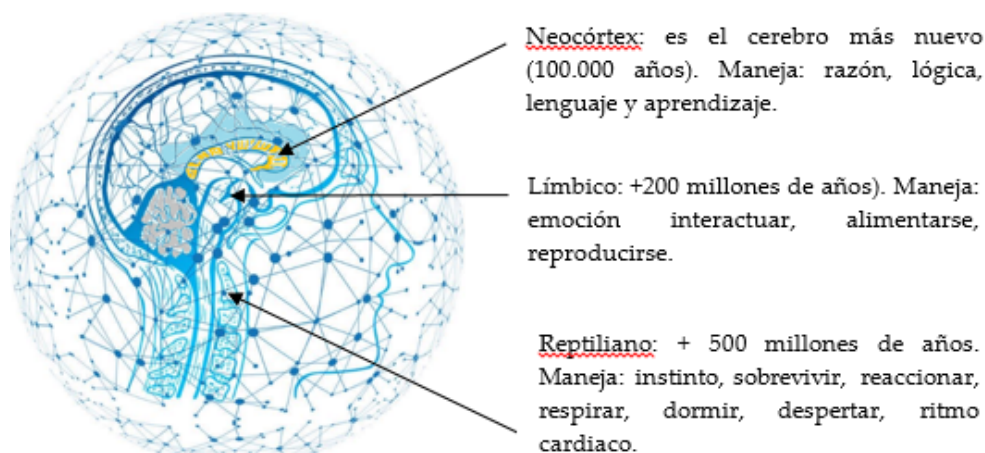 Neocórtex: es el cerebro más nuevo
(100.000 años). Maneja: razón, lógica,
lenguaje y aprendizaje.
Límbico: +200 millones de años). Maneja:
emoción interactuar, alimentarse,
reproducirse.
Reptiliano: + 500 millones de años.
Maneja: instinto, sobrevivir, reaccionar,
respirar, dormir, despertar, ritmo
cardiaco.